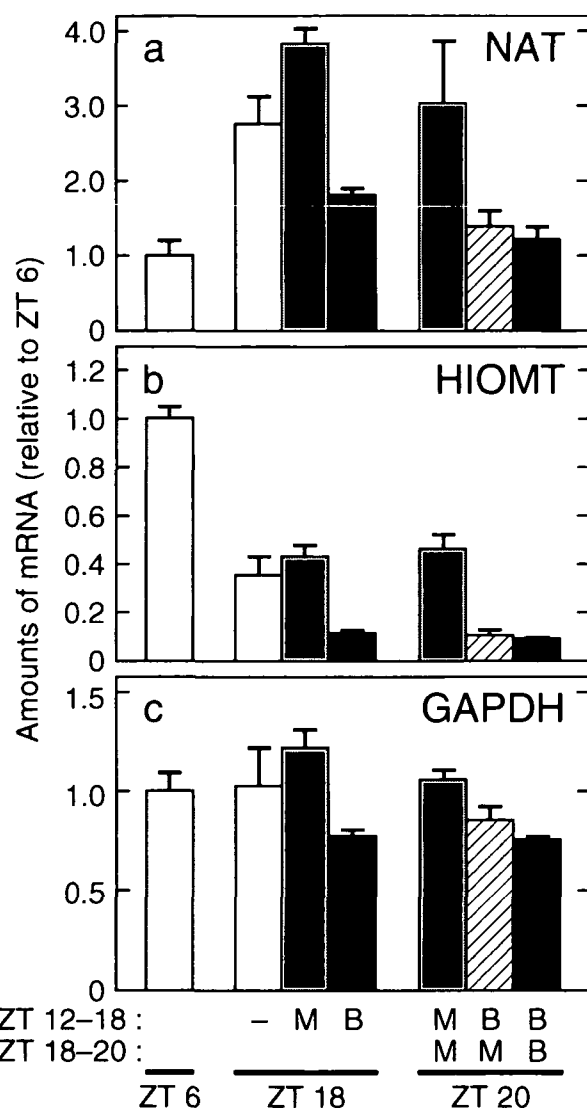 Amounts of mRNA (relative to ZT 6)
a NAT
4.0
3.0
2.0
1.0
0
b HIOMT
1.2
1.0
0.8
0.6
0.4
0.2
0
c GAPDH
1.5
1.0
0.5
0
ZT 12–18 : – M B M B B
ZT 18–20 : M M B
ZT 6 ZT 18 ZT 20